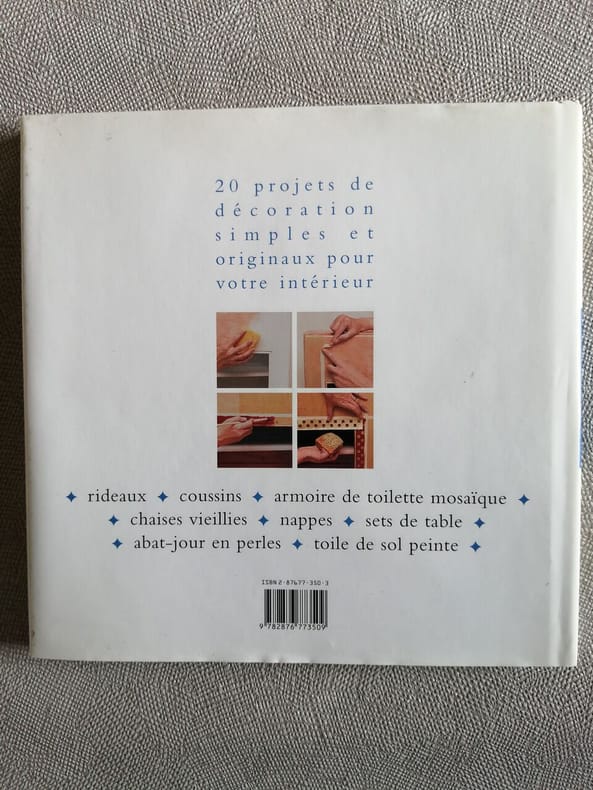 20 projets de
décoration
simples et
originaux pour
votre intérieur
✦ rideaux ✦ coussins ✦ armoire de toilette mosaïque ✦
✦ chaises vieillies ✦ nappes ✦ sets de table ✦
✦ abat-jour en perles ✦ toile de sol peinte ✦
ISBN 2-87677-350-3
9 782876 773509